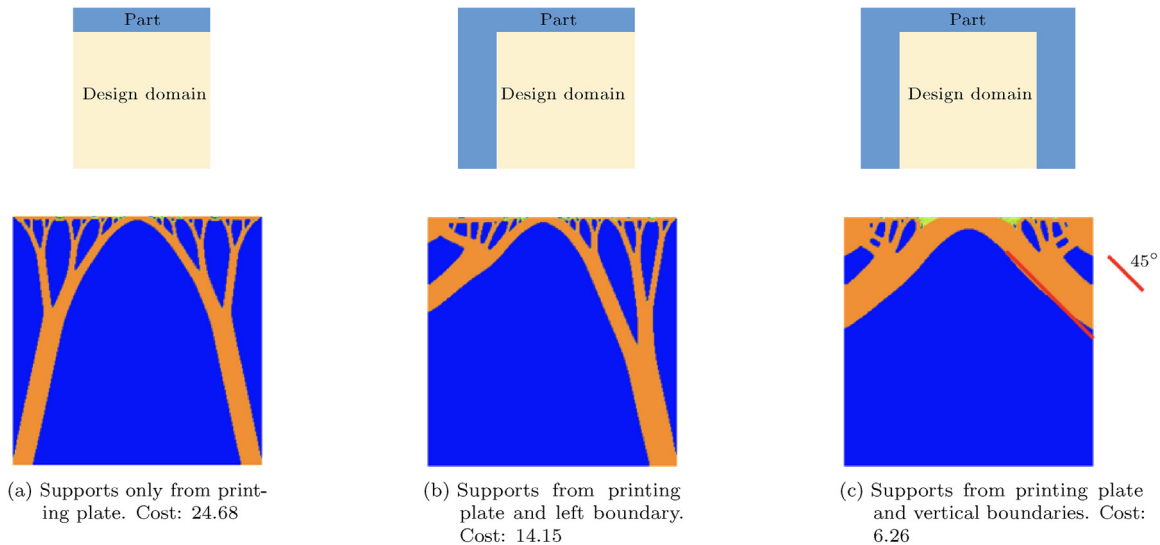 Part
Design domain
Part
Design domain
Part
Design domain
45°
(a) Supports only from print-
ing plate. Cost: 24.68
(b) Supports from printing
plate and left boundary.
Cost: 14.15
(c) Supports from printing plate
and vertical boundaries. Cost:
6.26